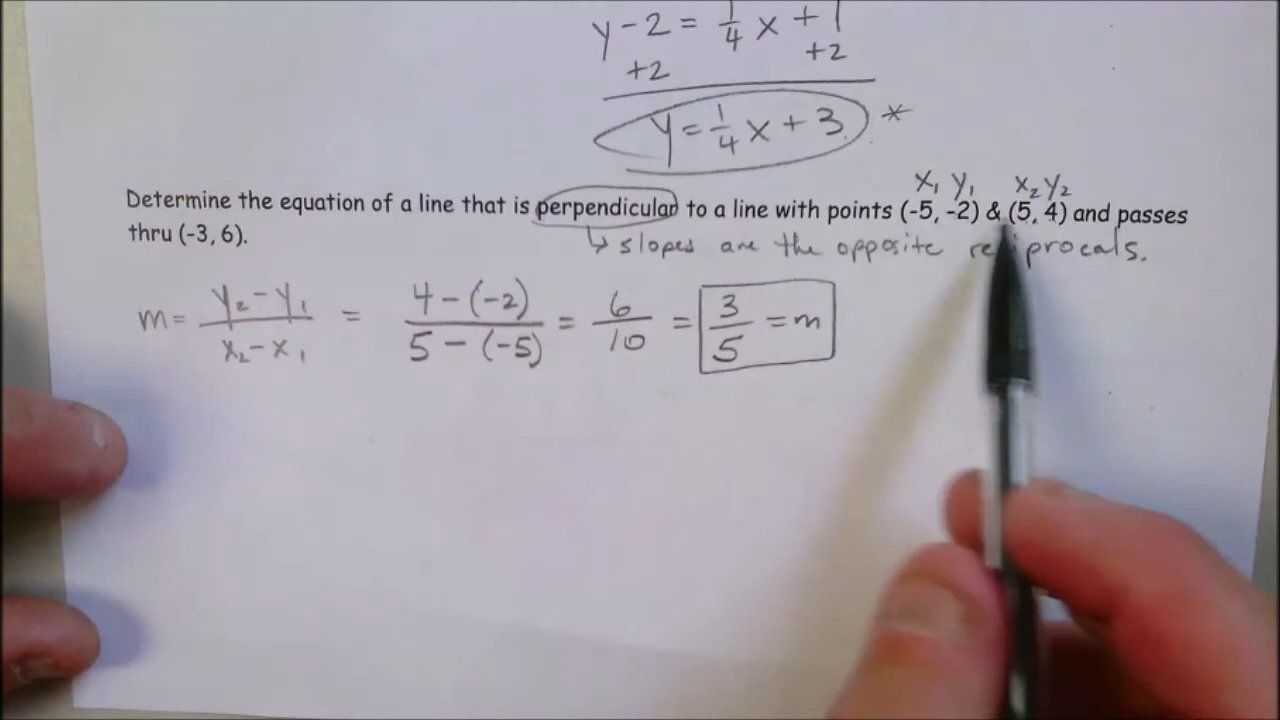 y - 2 = 1/4 x + 1
+2 +2
y = 1/4 x + 3 *
x₁ y₁ x₂ y₂
Determine the equation of a line that is perpendicular to a line with points (-5, -2) & (5, 4) and passes
thru (-3, 6).
↳ slopes are the opposite reciprocals.
m = y₂ - y₁ / x₂ - x₁ = 4 - (-2) / 5 - (-5) = 6/10 = 3/5 = m